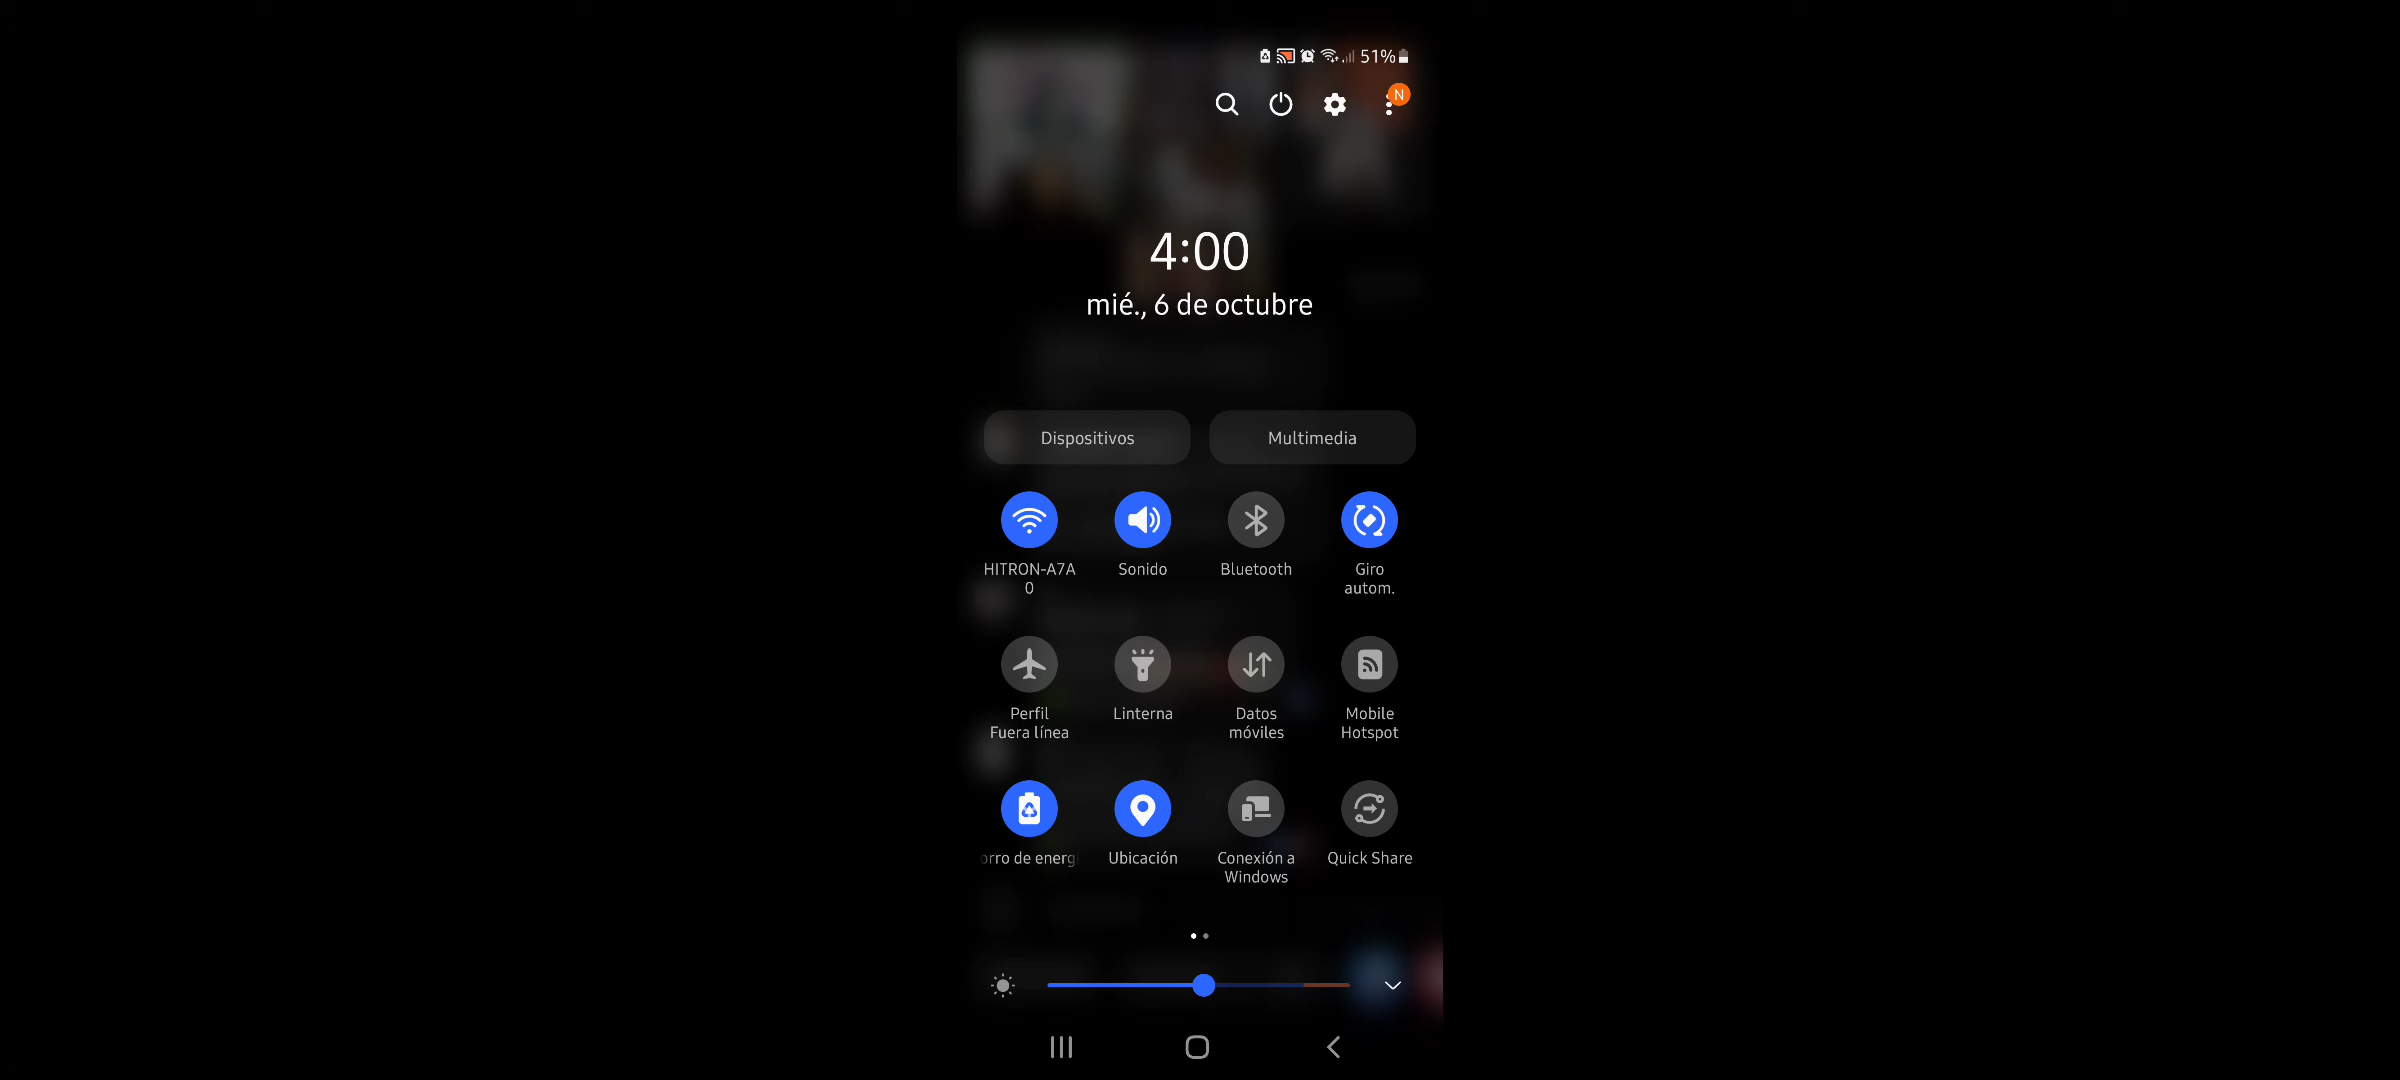 51%
N
4:00
mié., 6 de octubre
Dispositivos Multimedia
HITRON-A7A
0
Sonido
Bluetooth
Giro
autom.
Perfil
Fuera línea
Linterna
Datos
móviles
Mobile
Hotspot
orro de energ
Ubicación
Conexión a
Windows
Quick Share